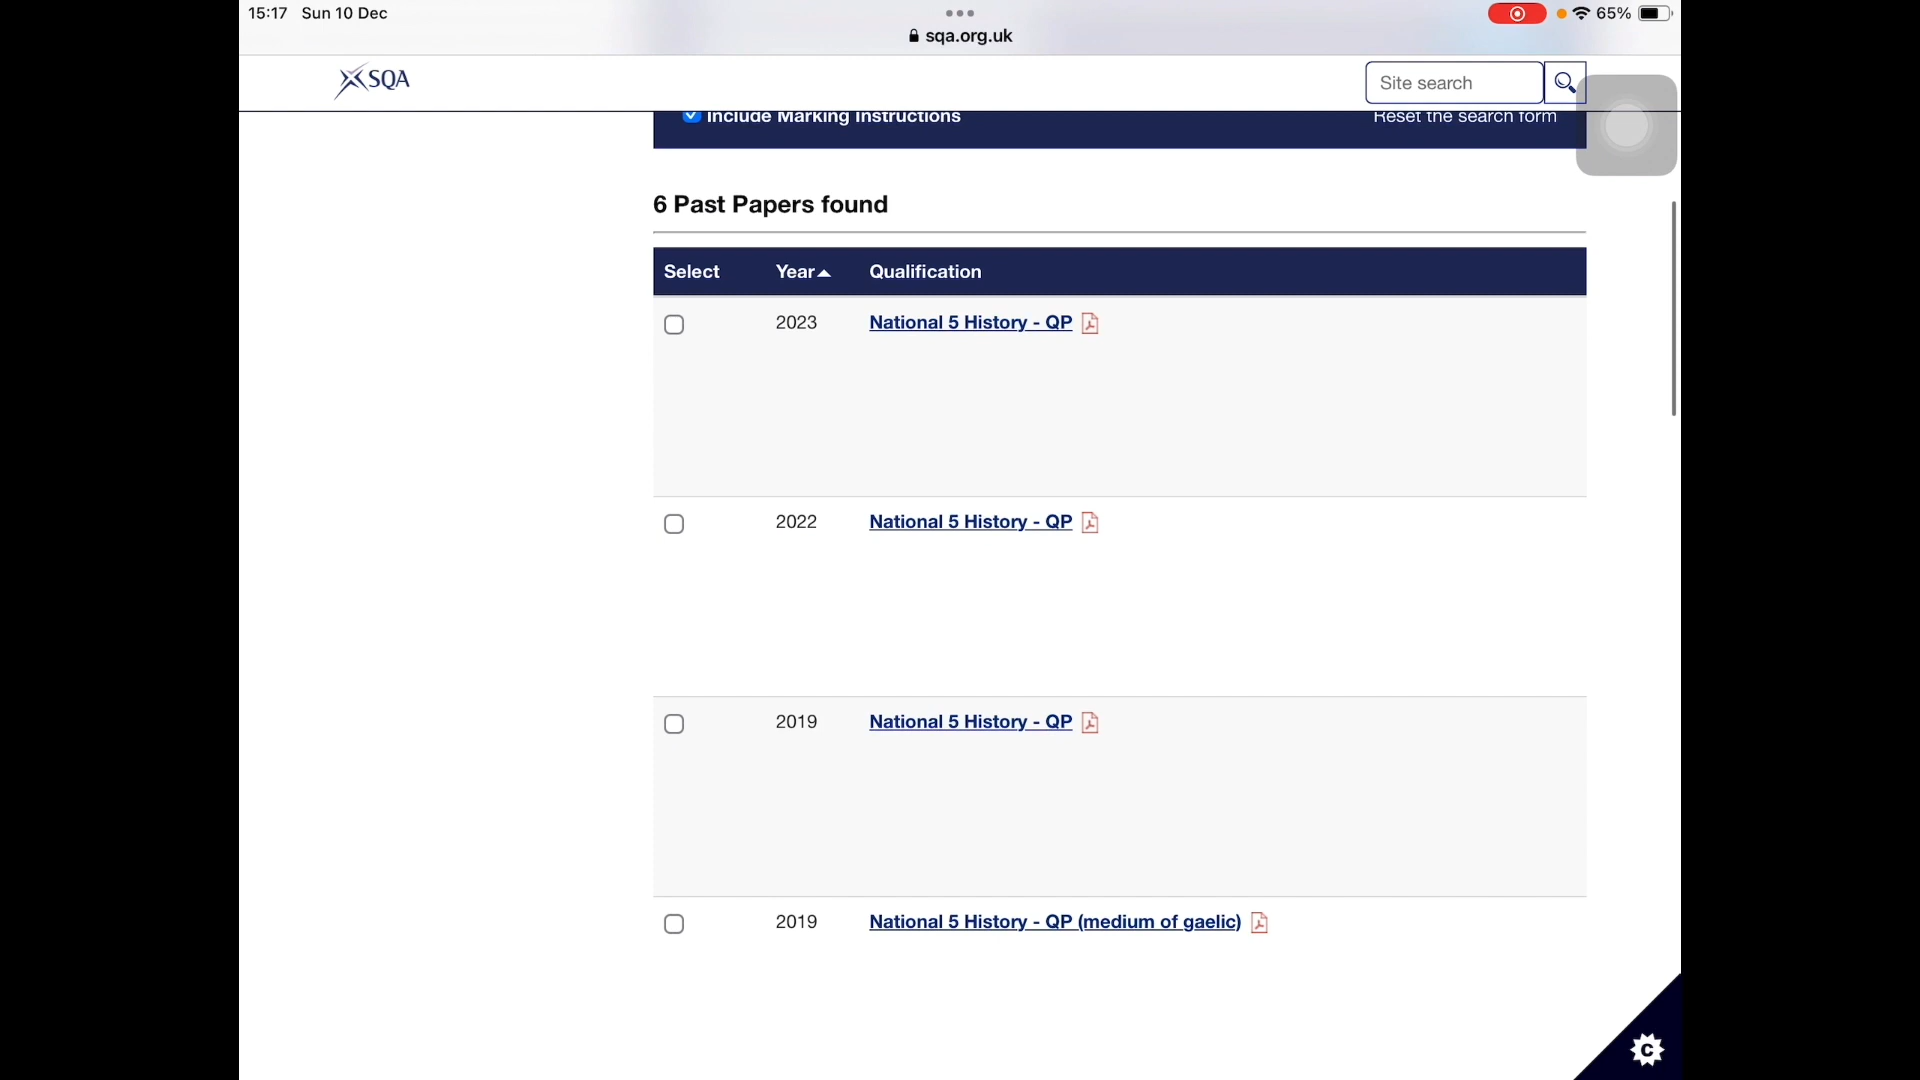 15:17 Sun 10 Dec
65%
sqa.org.uk
SQA
Site search
Include Marking Instructions
Reset the search form
6 Past Papers found
Select Year Qualification
2023 National 5 History - QP
2022 National 5 History - QP
2019 National 5 History - QP
2019 National 5 History - QP (medium of gaelic)
C